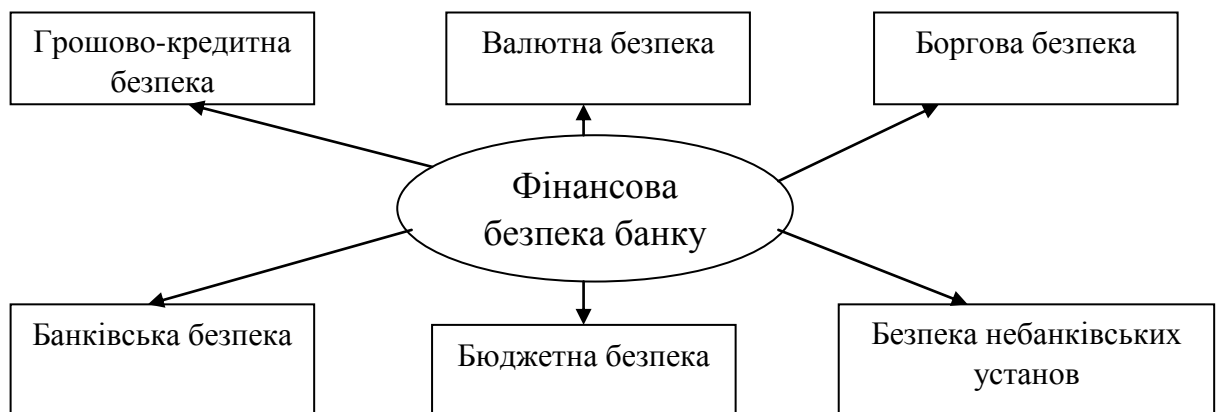 Грошово-кредитна
безпека
Валютна безпека
Боргова безпека
Фінансова
безпека банку
Банківська безпека
Бюджетна безпека
Безпека небанківських
установ